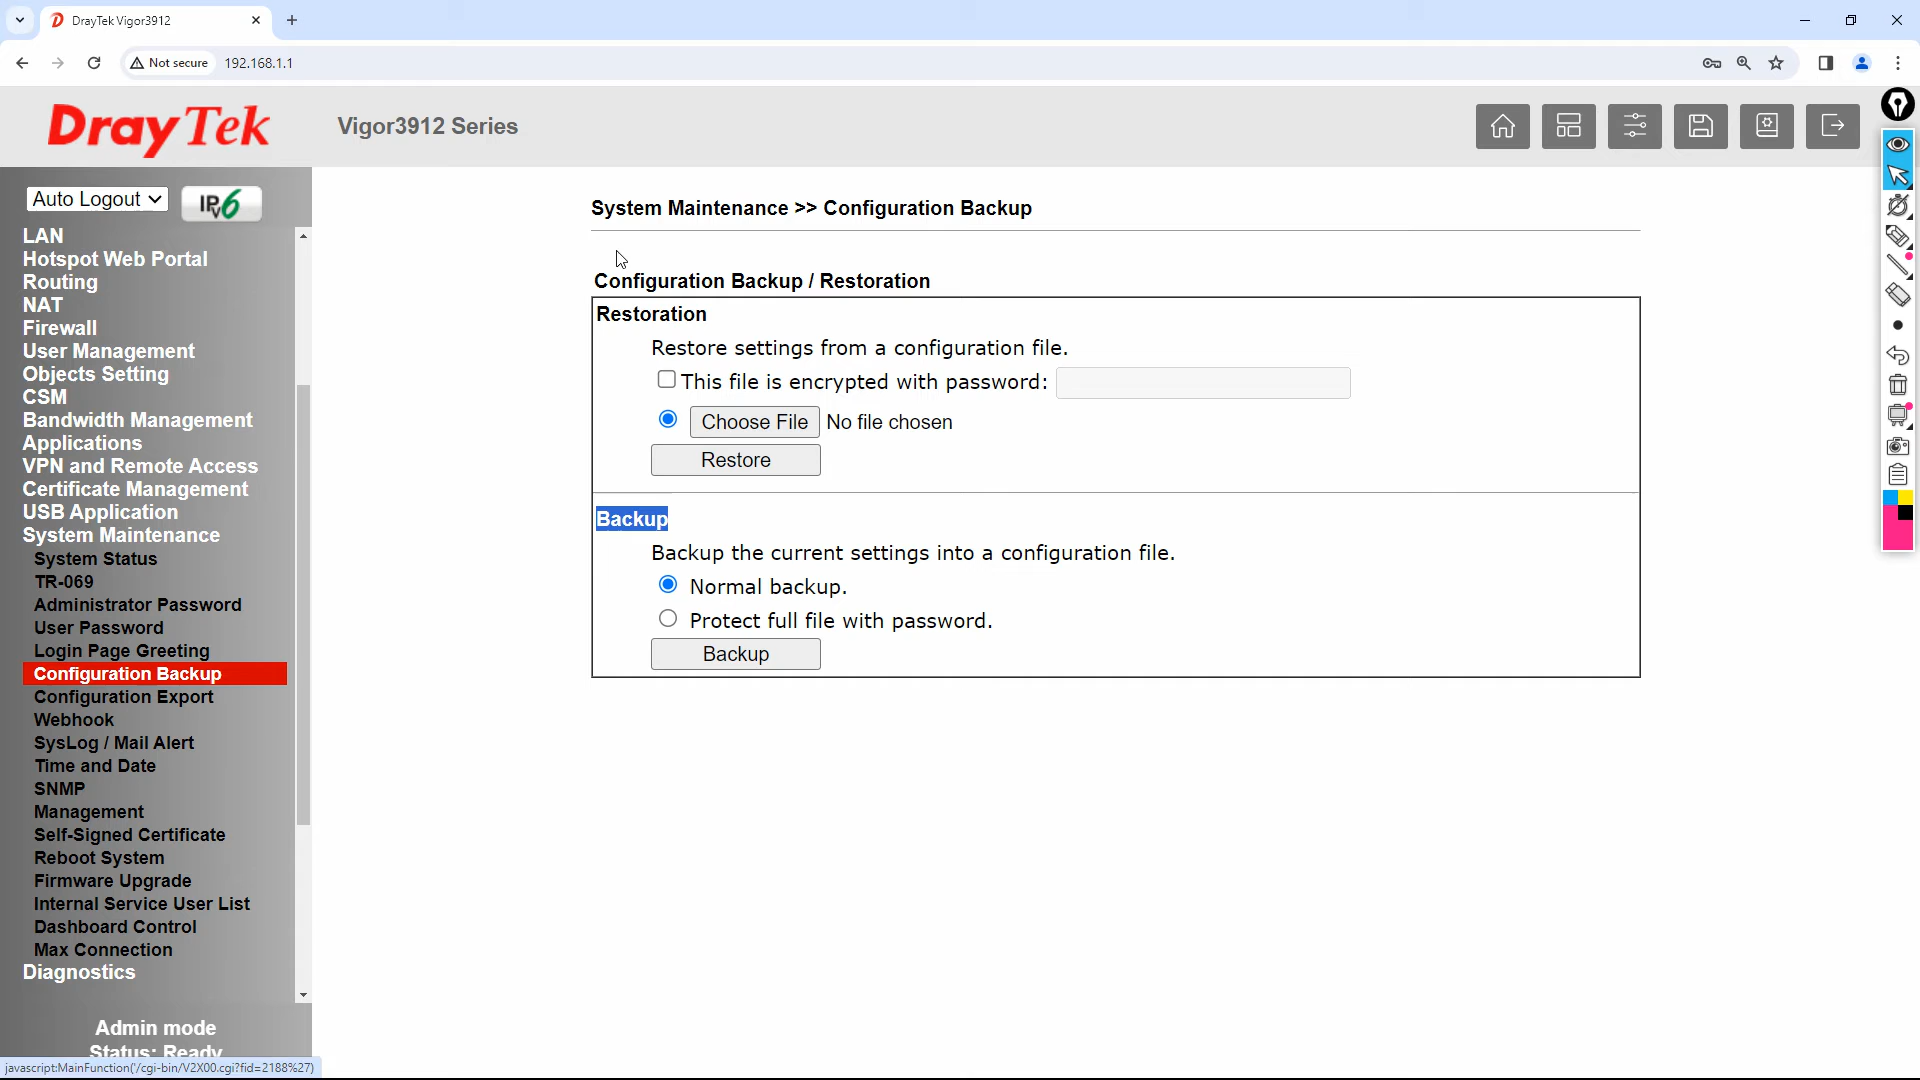 DrayTek Vigor3912
Not secure
192.168.1.1
DrayTek
Vigor3912 Series
Auto Logout
IPv6
LAN
Hotspot Web Portal
Routing
NAT
Firewall
User Management
Objects Setting
CSM
Bandwidth Management
Applications
VPN and Remote Access
Certificate Management
USB Application
System Maintenance
System Status
TR-069
Administrator Password
User Password
Login Page Greeting
Configuration Backup
Configuration Export
Webhook
SysLog / Mail Alert
Time and Date
SNMP
Management
Self-Signed Certificate
Reboot System
Firmware Upgrade
Internal Service User List
Dashboard Control
Max Connection
Diagnostics
Admin mode
Status: Ready
javascript:MainFunction('/cgi-bin/V2X00.cgi?fid=2188%27)
System Maintenance >> Configuration Backup
Configuration Backup / Restoration
Restoration
Restore settings from a configuration file.
This file is encrypted with password:
Choose File No file chosen
Restore
Backup
Backup the current settings into a configuration file.
Normal backup.
Protect full file with password.
Backup